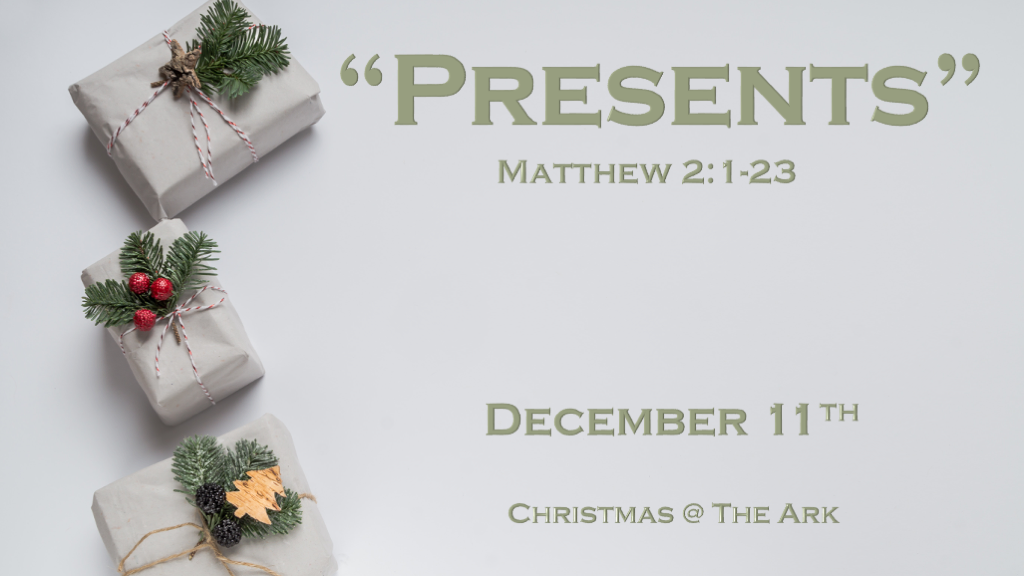 “Presents”
Matthew 2:1-23
December 11th
Christmas @ The Ark